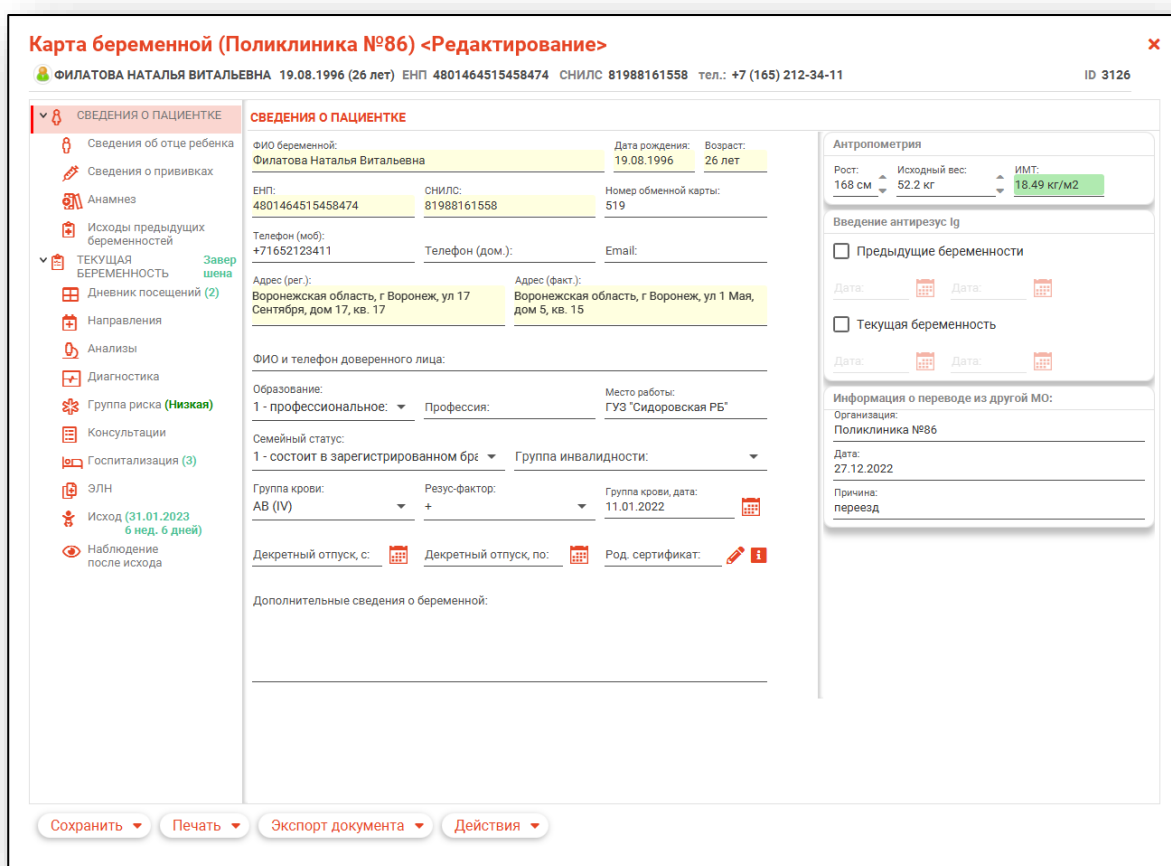 Карта беременной (Поликлиника №86) <Редактирование>
ФИЛАТОВА НАТАЛЬЯ ВИТАЛЬЕВНА 19.08.1996 (26 лет) ЕНП 4801464515458474 СНИЛС 81988161558 тел.: +7 (165) 212-34-11 ID 3126
СВЕДЕНИЯ О ПАЦИЕНТКЕ
Сведения об отце ребенка
Сведения о прививках
Анамнез
Исходы предыдущих
беременностей
ТЕКУЩАЯ Завер
БЕРЕМЕННОСТЬ шена
Дневник посещений (2)
Направления
Анализы
Диагностика
Группа риска (Низкая)
Консультации
Госпитализация (3)
ЭЛН
Исход (31.01.2023
6 нед. 6 дней)
Наблюдение
после исхода
СВЕДЕНИЯ О ПАЦИЕНТКЕ
ФИО беременной: Дата рождения: Возраст:
Филатова Наталья Витальевна 19.08.1996 26 лет
ЕНП: СНИЛС: Номер обменной карты:
4801464515458474 81988161558 519
Телефон (моб):
+71652123411 Телефон (дом.): Email:
Адрес (рег.): Адрес (факт.):
Воронежская область, г Воронеж, ул 17 Воронежская область, г Воронеж, ул 1 Мая,
Сентября, дом 17, кв. 17 дом 5, кв. 15
ФИО и телефон доверенного лица:
Образование: Место работы:
1 - профессиональное: Профессия: ГУЗ "Сидоровская РБ"
Семейный статус:
1 - состоит в зарегистрированном бра Группа инвалидности:
Группа крови: Резус-фактор: Группа крови, дата:
AB (IV) + 11.01.2022
Декретный отпуск, с: Декретный отпуск, по: Род. сертификат:
Дополнительные сведения о беременной:
Антропометрия
Рост: Исходный вес: ИМТ:
168 см 52.2 кг 18.49 кг/м2
Введение антирезус Ig
Предыдущие беременности
Дата: Дата:
Текущая беременность
Дата: Дата:
Информация о переводе из другой МО:
Организация:
Поликлиника №86
Дата:
27.12.2022
Причина:
переезд
Сохранить Печать Экспорт документа Действия